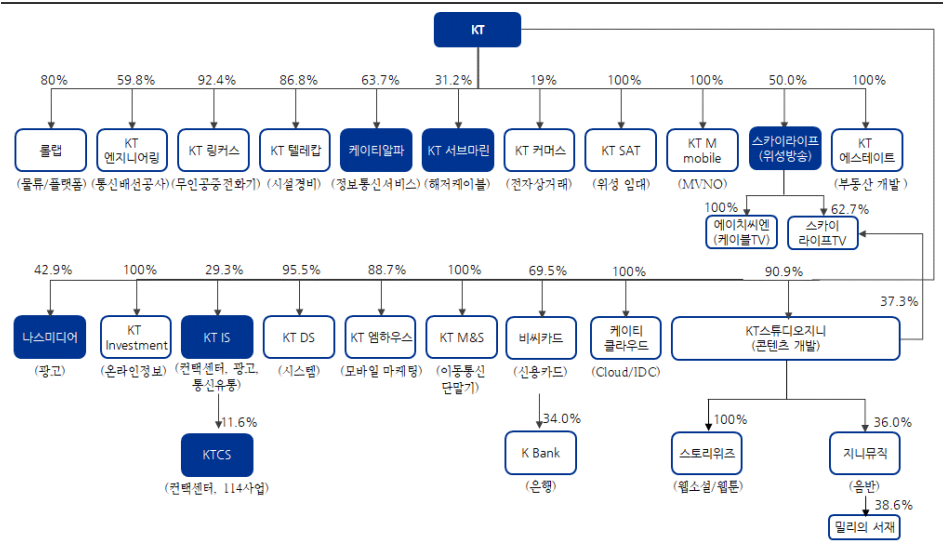 KT
80% 59.8% 92.4% 86.8% 63.7% 31.2% 19% 100% 100% 50.0% 100%
롤랩
KT
엔지니어링
KT 링커스
KT 텔레캅
케이티알파
KT 서브마린
KT 커머스
KT SAT
KT M
mobile
스카이라이프
(위성방송)
KT
에스테이트
(물류/플랫폼) (통신배선공사) (무인공중전화기) (시설경비) (정보통신서비스) (해저케이블) (전자상거래) (위성 임대) (MVNO) (부동산 개발 )
100% 62.7%
에이치씨엔
(케이블TV)
스카이
라이프TV
42.9% 100% 29.3% 95.5% 88.7% 100% 69.5% 100% 90.9%
37.3%
나스미디어
KT
Investment
KT IS
KT DS
KT 엠하우스
KT M&S
비씨카드
케이티
클라우드
KT스튜디오지니
(콘텐츠 개발)
(광고)
(온라인정보)
(컨택센터, 광고,
통신유통)
(시스템)
(모바일 마케팅)
(이동통신
단말기)
(신용카드)
(Cloud/IDC)
11.6% 34.0% 100% 36.0%
KTCS
K Bank
스토리위즈
지니뮤직
(컨택센터, 114사업)
(은행)
(웹소설/웹툰)
(음반)
38.6%
밀리의 서재